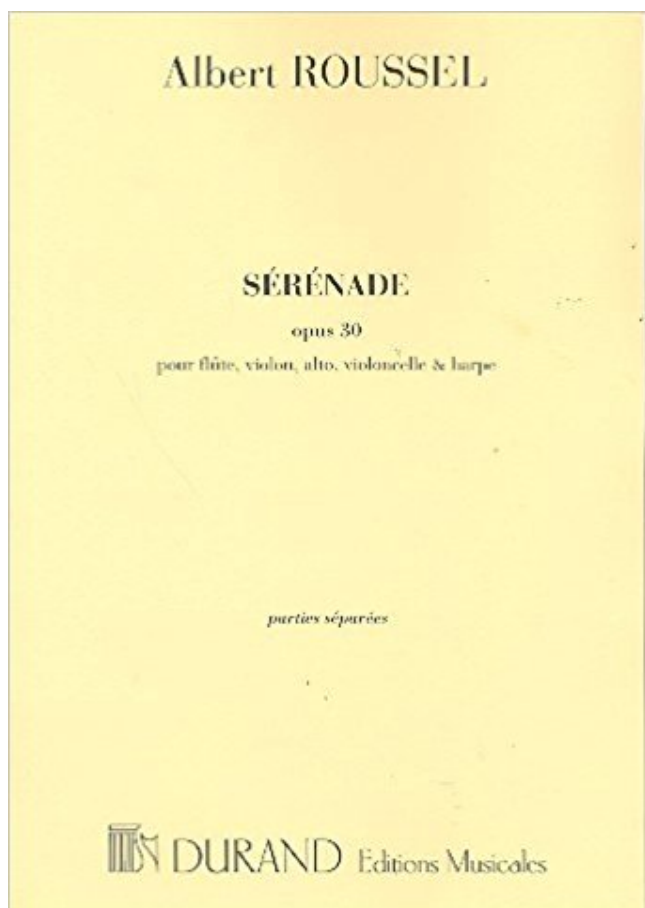 Albert ROUSSEL
SÉRÉNADE
opus 30
pour flûte, violon, alto, violoncelle & harpe
parties séparées
DURAND Editions Musicales